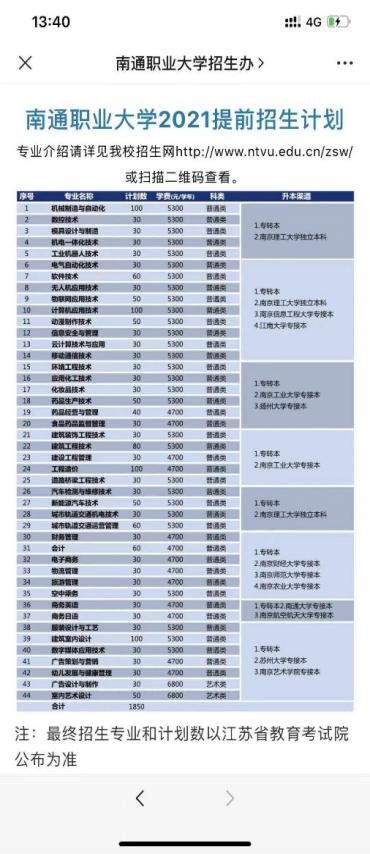 13:40
4G
南通职业大学招生办
南通职业大学2021提前招生计划
专业介绍请详见我校招生网http://www.ntvu.edu.cn/zsw/
或扫描二维码查看。
序号 专业名称 计划数 学费(元/学年) 科类 升本渠道
1 机械制造与自动化 100 5300 普通类
2 数控技术 30 5300 普通类
3 模具设计与制造 30 5300 普通类
4 机电一体化技术 30 5300 普通类
5 工业机器人技术 30 5300 普通类
1.专转本
2.南京理工大学独立本科
6 电气自动化技术 30 5300 普通类
7 软件技术 60 5300 普通类
8 无人机应用技术 30 5300 普通类
9 物联网应用技术 50 5300 普通类
10 计算机应用技术 100 5300 普通类
11 动漫制作技术 50 5300 普通类
12 信息安全与管理 30 5300 普通类
13 云计算技术与应用 30 5300 普通类
14 移动通信技术 30 5300 普通类
1.专转本
2.南京理工大学独立本科
3.南京信息工程大学专接本
4.江南大学专接本
15 环境工程技术 30 5300 普通类
16 应用化工技术 30 5300 普通类
17 化妆品技术 30 5300 普通类
18 药品生产技术 50 5300 普通类
19 药品经营与管理 40 4700 普通类
20 食品药品监督管理 30 4700 普通类
1.专转本
2.南京工业大学专接本
3.扬州大学专接本
21 建筑装饰工程技术 30 5300 普通类
22 建筑工程技术 80 5300 普通类
23 建设工程管理 30 4700 普通类
24 工程造价 100 4700 普通类
25 道路桥梁工程技术 30 5300 普通类
1.专转本
2.南京工业大学专接本
26 汽车检测与维修技术 30 5300 普通类
27 新能源汽车技术 50 5300 普通类
28 城市轨道交通机电技术 30 5300 普通类
29 城市轨道交通运营管理 60 5300 普通类
1.专转本
2.南京理工大学独立本科
30 财务管理 30 4700 普通类
31 会计 60 4700 普通类
32 电子商务 30 4700 普通类
33 物流管理 30 4700 普通类
34 旅游管理 30 4700 普通类
35 空中乘务 30 5300 普通类
1.专转本
2.南京财经大学专接本
3.南京师范大学专接本
4.南京农业大学专接本
36 商务英语 30 4700 普通类
37 商务日语 30 4700 普通类
1.专转本2.南通大学专接本
3.南京航空航天大学专接本
38 服装设计与工艺 30 5300 普通类
39 建筑室内设计 100 5300 普通类
40 数字媒体应用技术 30 5300 普通类
41 广告策划与营销 30 4700 普通类
42 幼儿发展与健康管理 30 4700 普通类
43 广告设计与制作 30 6800 艺术类
44 室内艺术设计 50 6800 艺术类
1.专转本
2.苏州大学专接本
3.南京艺术学院专接本
合计 1850
注：最终招生专业和计划数以江苏省教育考试院
公布为准